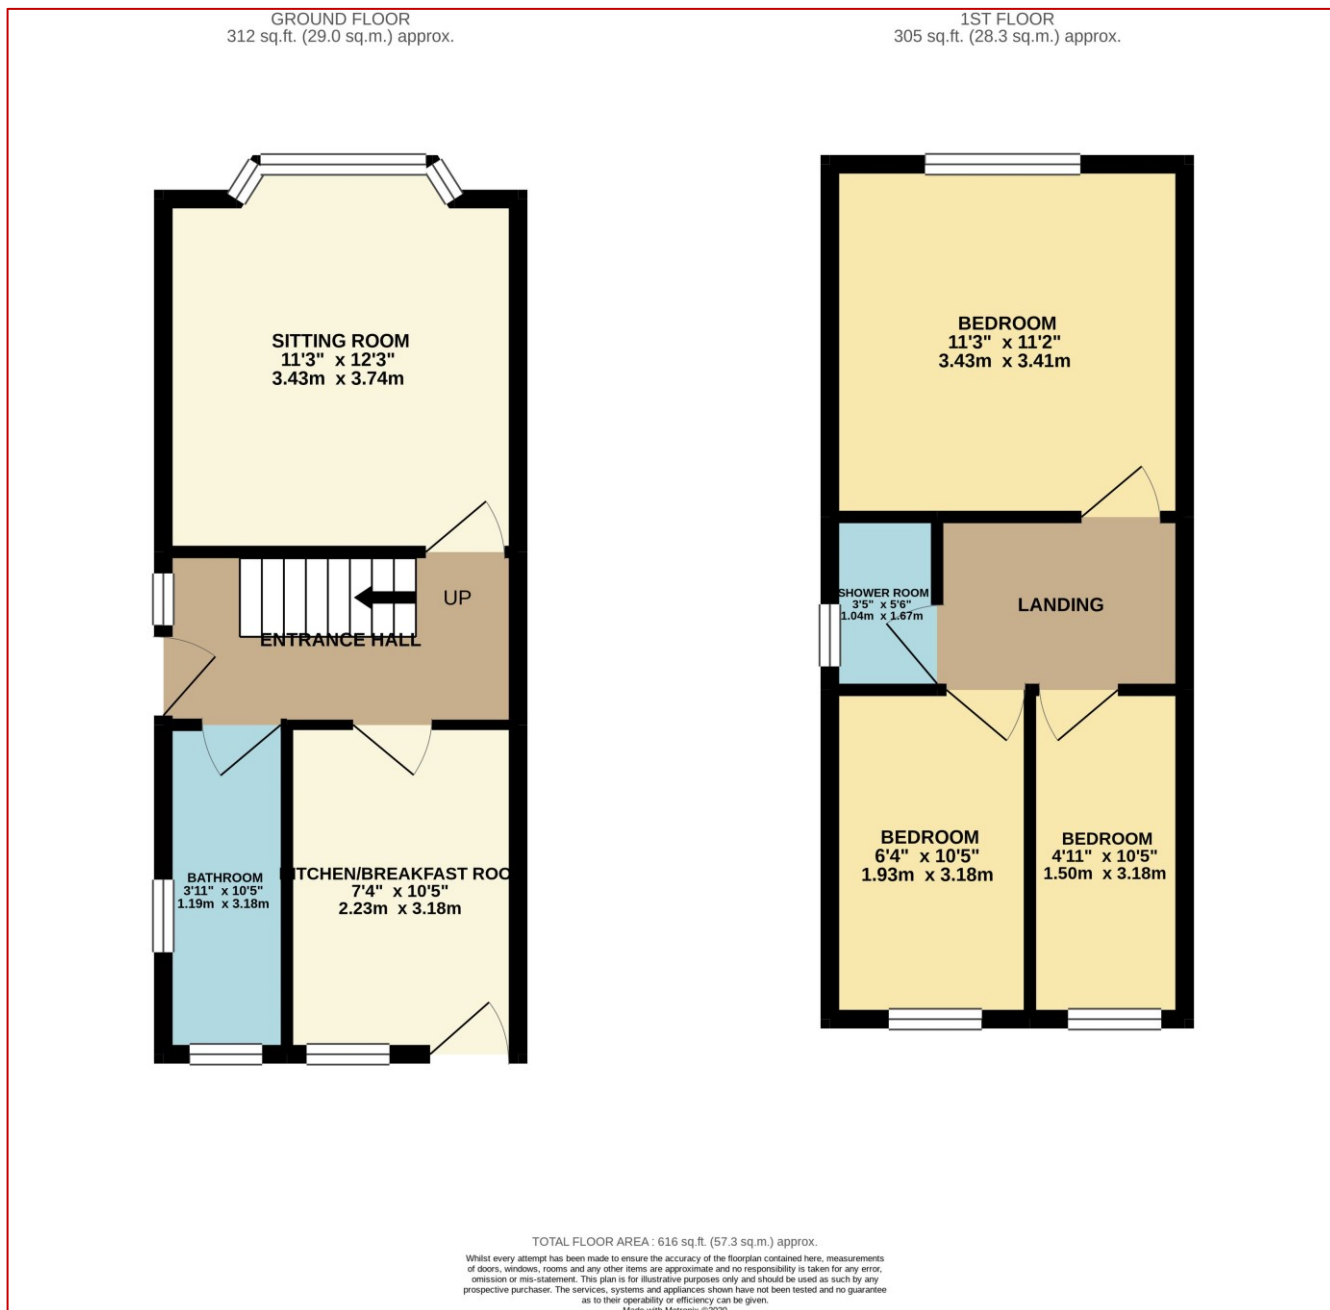 GROUND FLOOR
312 sq.ft. (29.0 sq.m.) approx.
1ST FLOOR
305 sq.ft. (28.3 sq.m.) approx.
SITTING ROOM
11'3" x 12'3"
3.43m x 3.74m
UP
ENTRANCE HALL
BATHROOM
3'11" x 10'5"
1.19m x 3.18m
ITCHEN/BREAKFAST ROO
7'4" x 10'5"
2.23m x 3.18m
BEDROOM
11'3" x 11'2"
3.43m x 3.41m
SHOWER ROOM
3'5" x 5'6"
1.04m x 1.67m
LANDING
BEDROOM
6'4" x 10'5"
1.93m x 3.18m
BEDROOM
4'11" x 10'5"
1.50m x 3.18m
TOTAL FLOOR AREA : 616 sq.ft. (57.3 sq.m.) approx.
Whilst every attempt has been made to ensure the accuracy of the floorplan contained here, measurements
of doors, windows, rooms and any other items are approximate and no responsibility is taken for any error,
omission or mis-statement. This plan is for illustrative purposes only and should be used as such by any
prospective purchaser. The services, systems and appliances shown have not been tested and no guarantee
as to their operability or efficiency can be given.
Made with Metropix ©2020